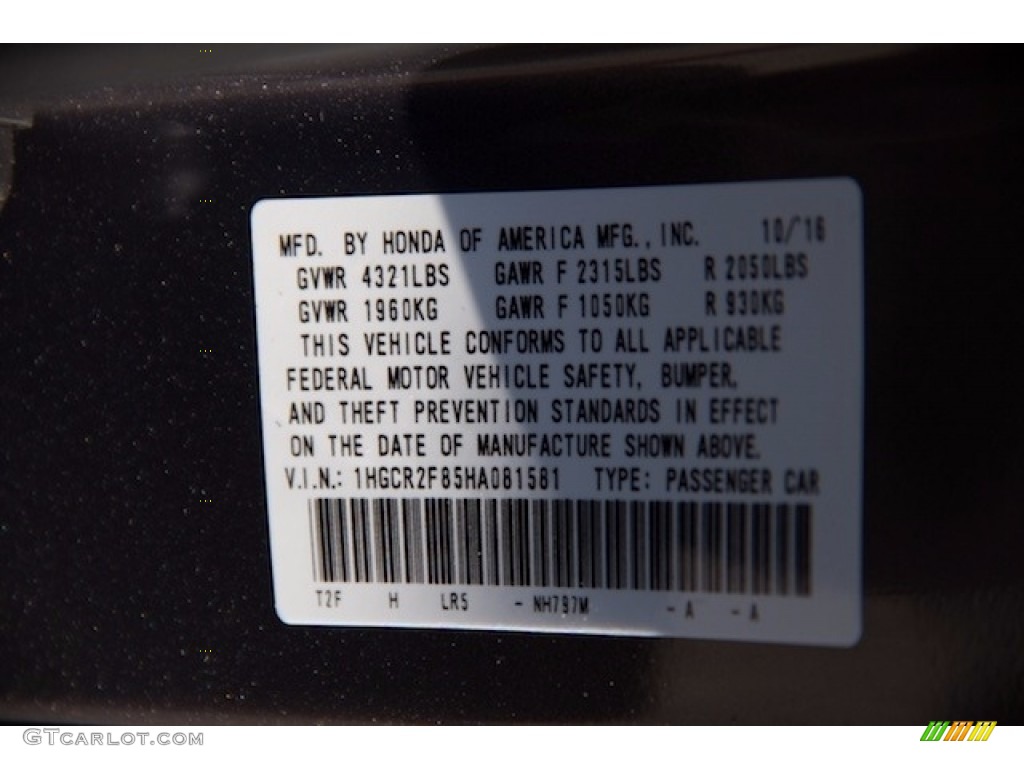 MFD. BY HONDA OF AMERICA MFG., INC. 10/16
GVWR 4321LBS GAWR F 2315LBS R 2050LBS
GVWR 1960KG GAWR F 1050KG R 930KG
THIS VEHICLE CONFORMS TO ALL APPLICABLE
FEDERAL MOTOR VEHICLE SAFETY, BUMPER,
AND THEFT PREVENTION STANDARDS IN EFFECT
ON THE DATE OF MANUFACTURE SHOWN ABOVE.
V.I.N.: 1HGCR2F85HA081581 TYPE: PASSENGER CAR
T2F H LR5 - NH797M - A - A
GTcarlot.com